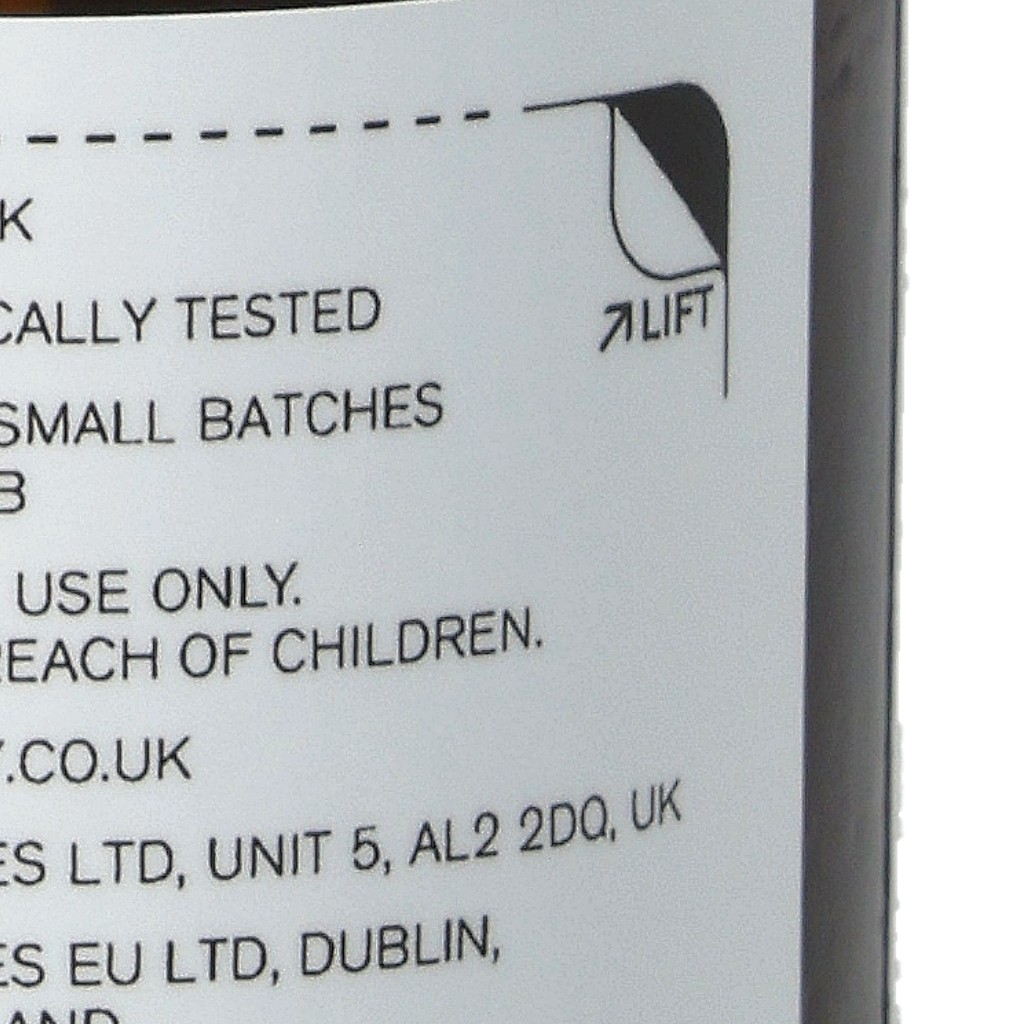 K
CALLY TESTED
↗LIFT
SMALL BATCHES
B
USE ONLY.
REACH OF CHILDREN.
.CO.UK
ES LTD, UNIT 5, AL2 2DQ, UK
ES EU LTD, DUBLIN,
AND